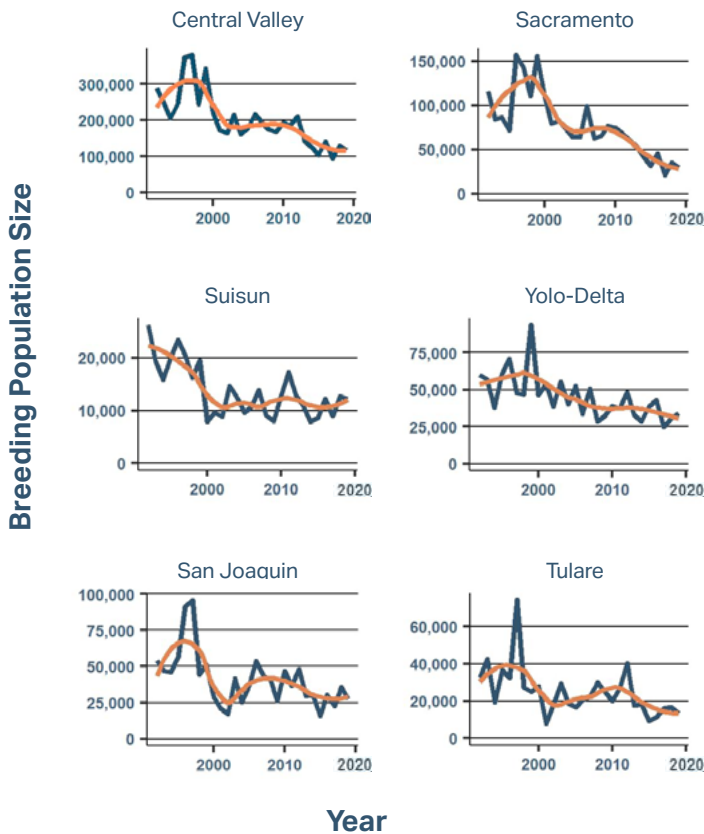 Central Valley
300,000
200,000
100,000
0
2000 2010 2020
Sacramento
150,000
100,000
50,000
0
2000 2010 2020
Breeding Population Size
Suisun
20,000
10,000
0
2000 2010 2020
Yolo-Delta
75,000
50,000
25,000
0
2000 2010 2020
San Joaquin
100,000
75,000
50,000
25,000
0
2000 2010 2020
Tulare
60,000
40,000
20,000
0
2000 2010 2020
Year